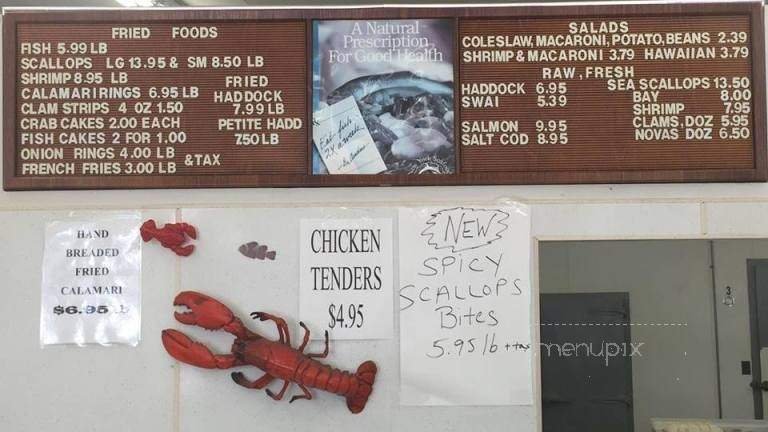 FRIED FOODS
FISH 5.99 LB
SCALLOPS LG 13.95 & SM 8.50 LB
SHRIMP 8.95 LB
CALAMARI RINGS 6.95 LB
CLAM STRIPS 4 OZ 1.50
CRAB CAKES 2.00 EACH
FISH CAKES 2 FOR 1.00
ONION RINGS 4.00 LB
FRENCH FRIES 3.00 LB
& TAX
FRIED
HADDOCK
7.99 LB
PETITE HADD
7.50 LB
A Natural
Prescription
For Good Health
Eat fish
2X a week
SALADS
COLESLAW, MACARONI, POTATO, BEANS 2.39
SHRIMP & MACARONI 3.79 HAWAIIAN 3.79
RAW, FRESH
HADDOCK 6.95
SWAI 5.39
SALMON 9.95
SALT COD 8.95
SEA SCALLOPS 13.50
BAY 8.00
SHRIMP 7.95
CLAMS, DOZ 5.95
NOVAS DOZ 6.50
HAND
BREADED
FRIED
CALAMARI
$6.95 lb
CHICKEN
TENDERS
$4.95
NEW
SPICY
SCALLOPS
Bites
5.95 lb + tax
menupix
3